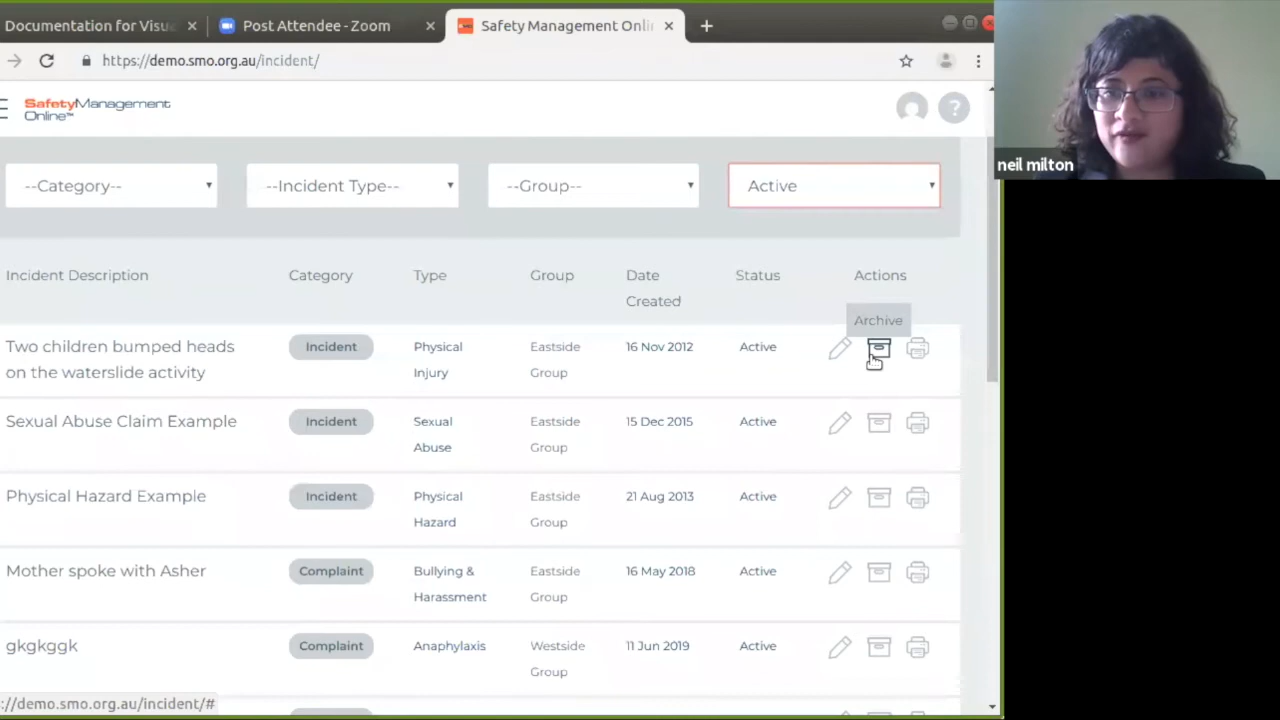 Documentation for Visu
Post Attendee - Zoom
Safety Management Onli
https://demo.smo.org.au/incident/
SafetyManagement
Online™
?
neil milton
--Category--
--Incident Type--
--Group--
Active
Incident Description
Category
Type
Group
Date
Created
Status
Actions
Archive
Two children bumped heads
on the waterslide activity
Incident
Physical
Injury
Eastside
Group
16 Nov 2012
Active
Sexual Abuse Claim Example
Incident
Sexual
Abuse
Eastside
Group
15 Dec 2015
Active
Physical Hazard Example
Incident
Physical
Hazard
Eastside
Group
21 Aug 2013
Active
Mother spoke with Asher
Complaint
Bullying &
Harassment
Eastside
Group
16 May 2018
Active
gkgkggk
Complaint
Anaphylaxis
Westside
Group
11 Jun 2019
Active
://demo.smo.org.au/incident/#